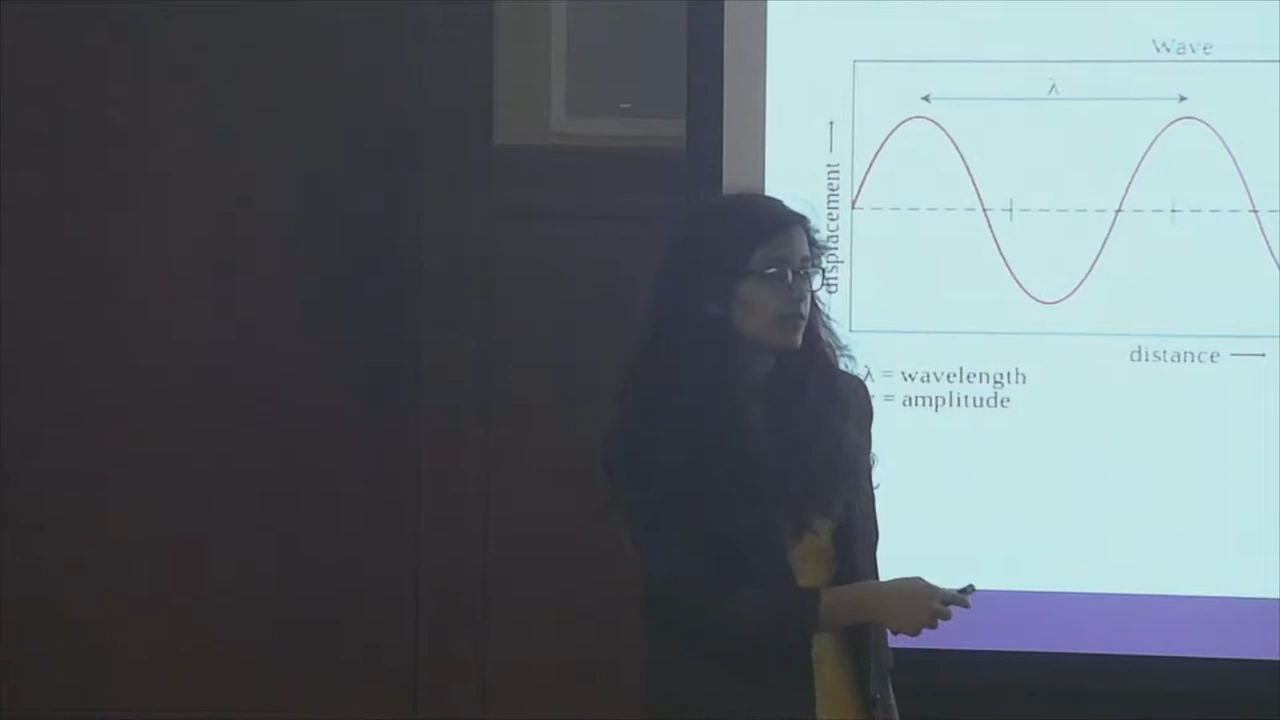 Wave
λ
displacement
distance
λ = wavelength
= amplitude